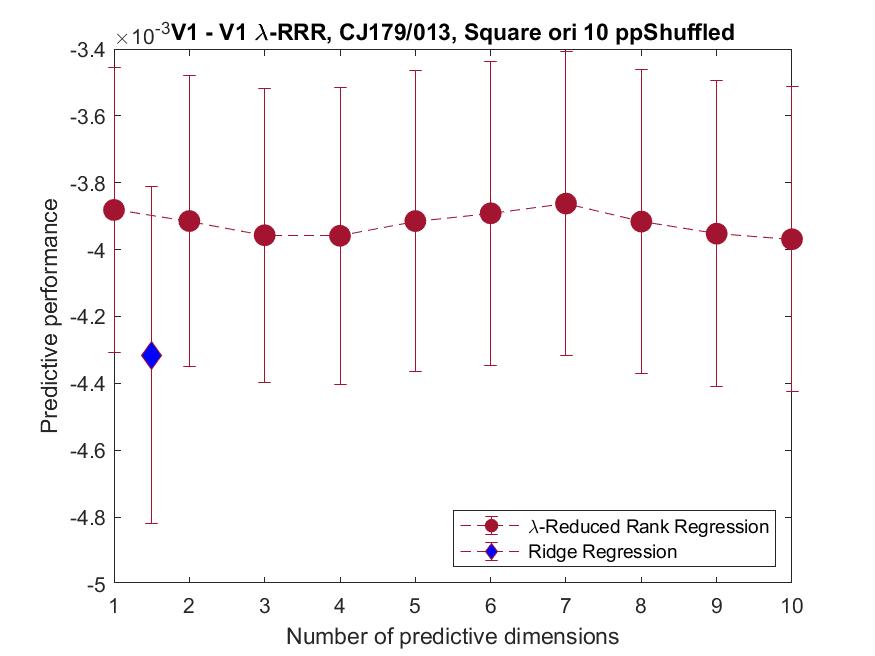 ×10-3
V1 - V1 λ-RRR, CJ179/013, Square ori 10 ppShuffled
-3.4
-3.6
-3.8
-4
-4.2
-4.4
-4.6
-4.8
-5
Predictive performance
λ-Reduced Rank Regression
Ridge Regression
1 2 3 4 5 6 7 8 9 10
Number of predictive dimensions